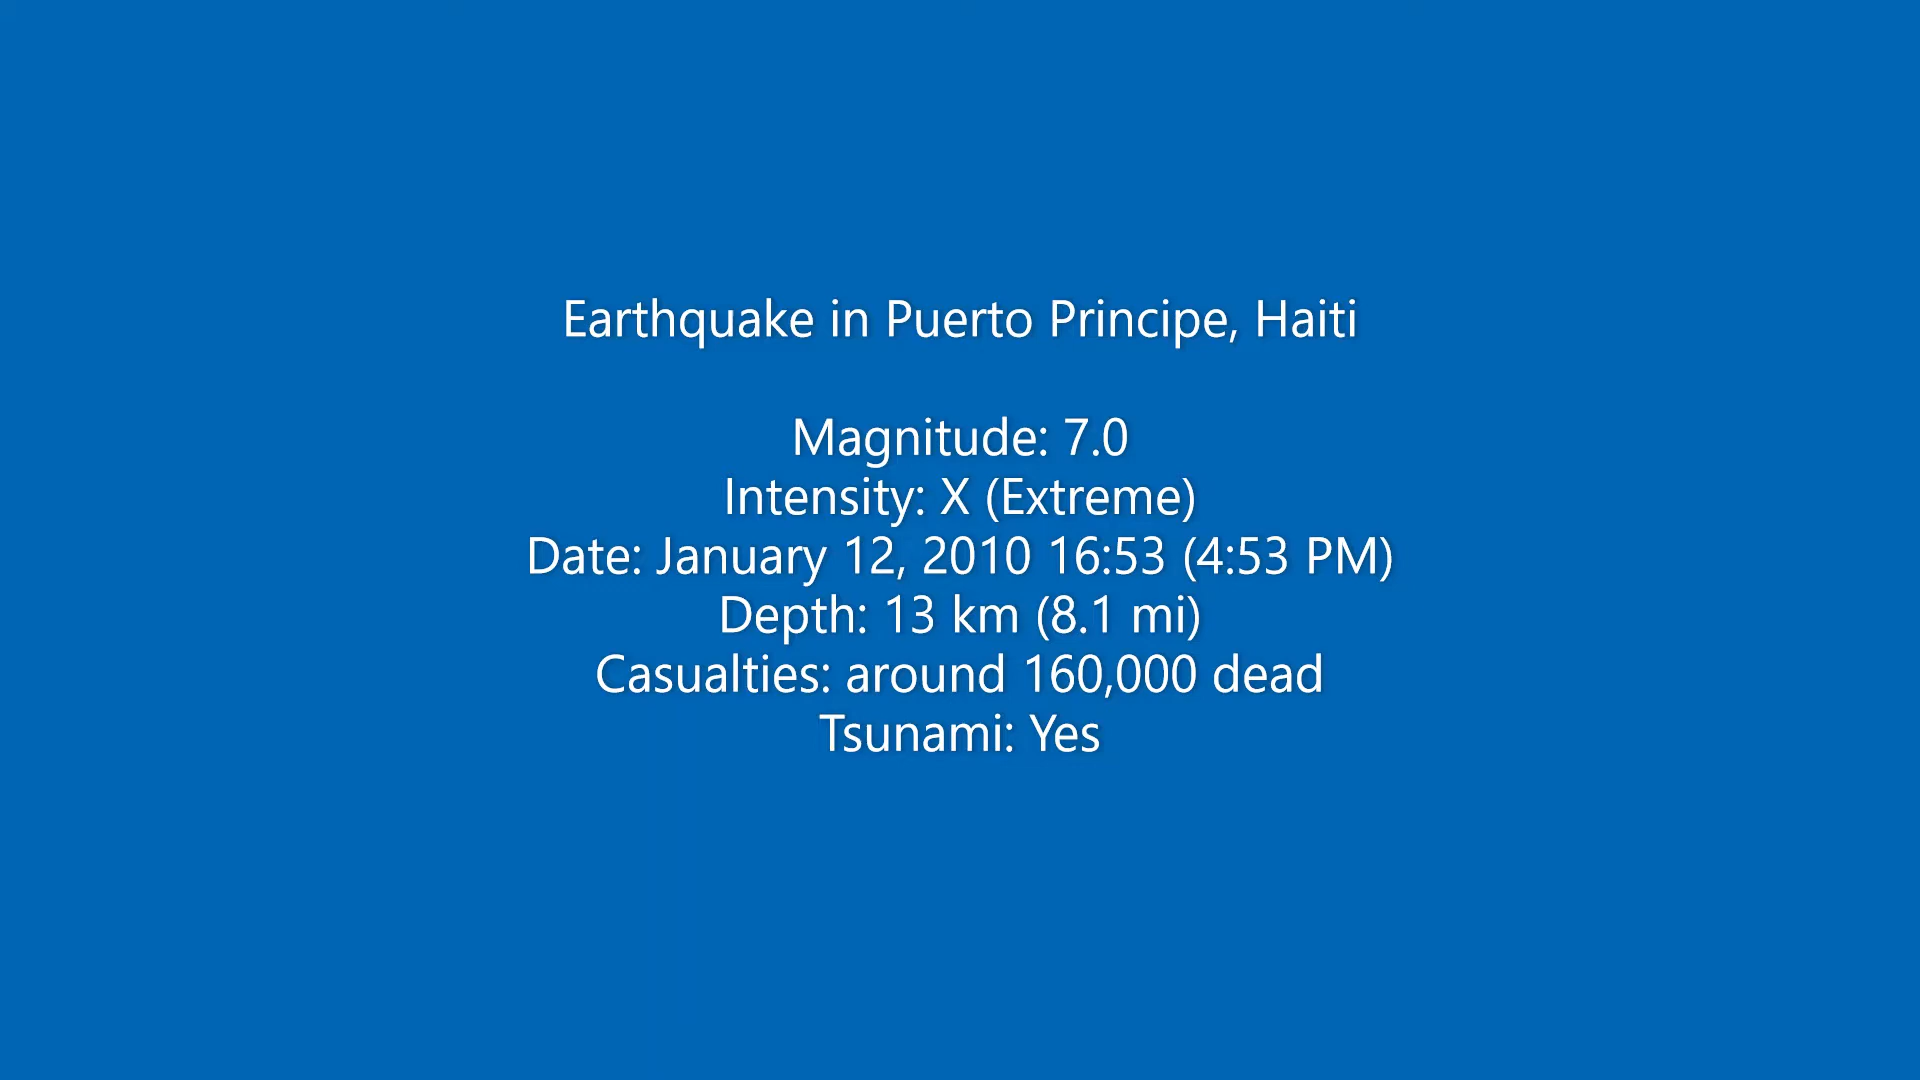 Earthquake in Puerto Principe, Haiti
Magnitude: 7.0
Intensity: X (Extreme)
Date: January 12, 2010 16:53 (4:53 PM)
Depth: 13 km (8.1 mi)
Casualties: around 160,000 dead
Tsunami: Yes